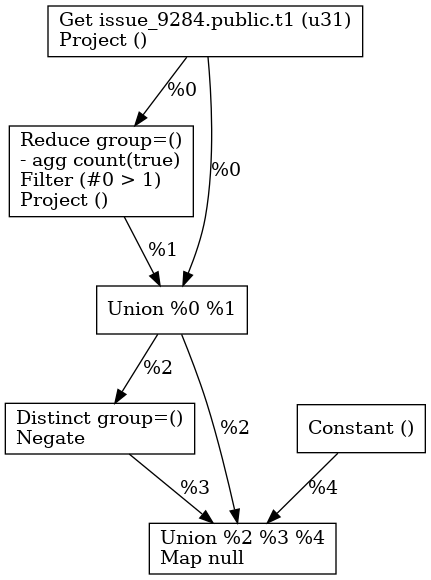 Get issue_9284.public.t1 (u31)
Project ()
%0
Reduce group=()
- agg count(true)
Filter (#0 > 1)
Project ()
%0
%1
Union %0 %1
%2
Distinct group=()
Negate
%2
Constant ()
%3
%4
Union %2 %3 %4
Map null